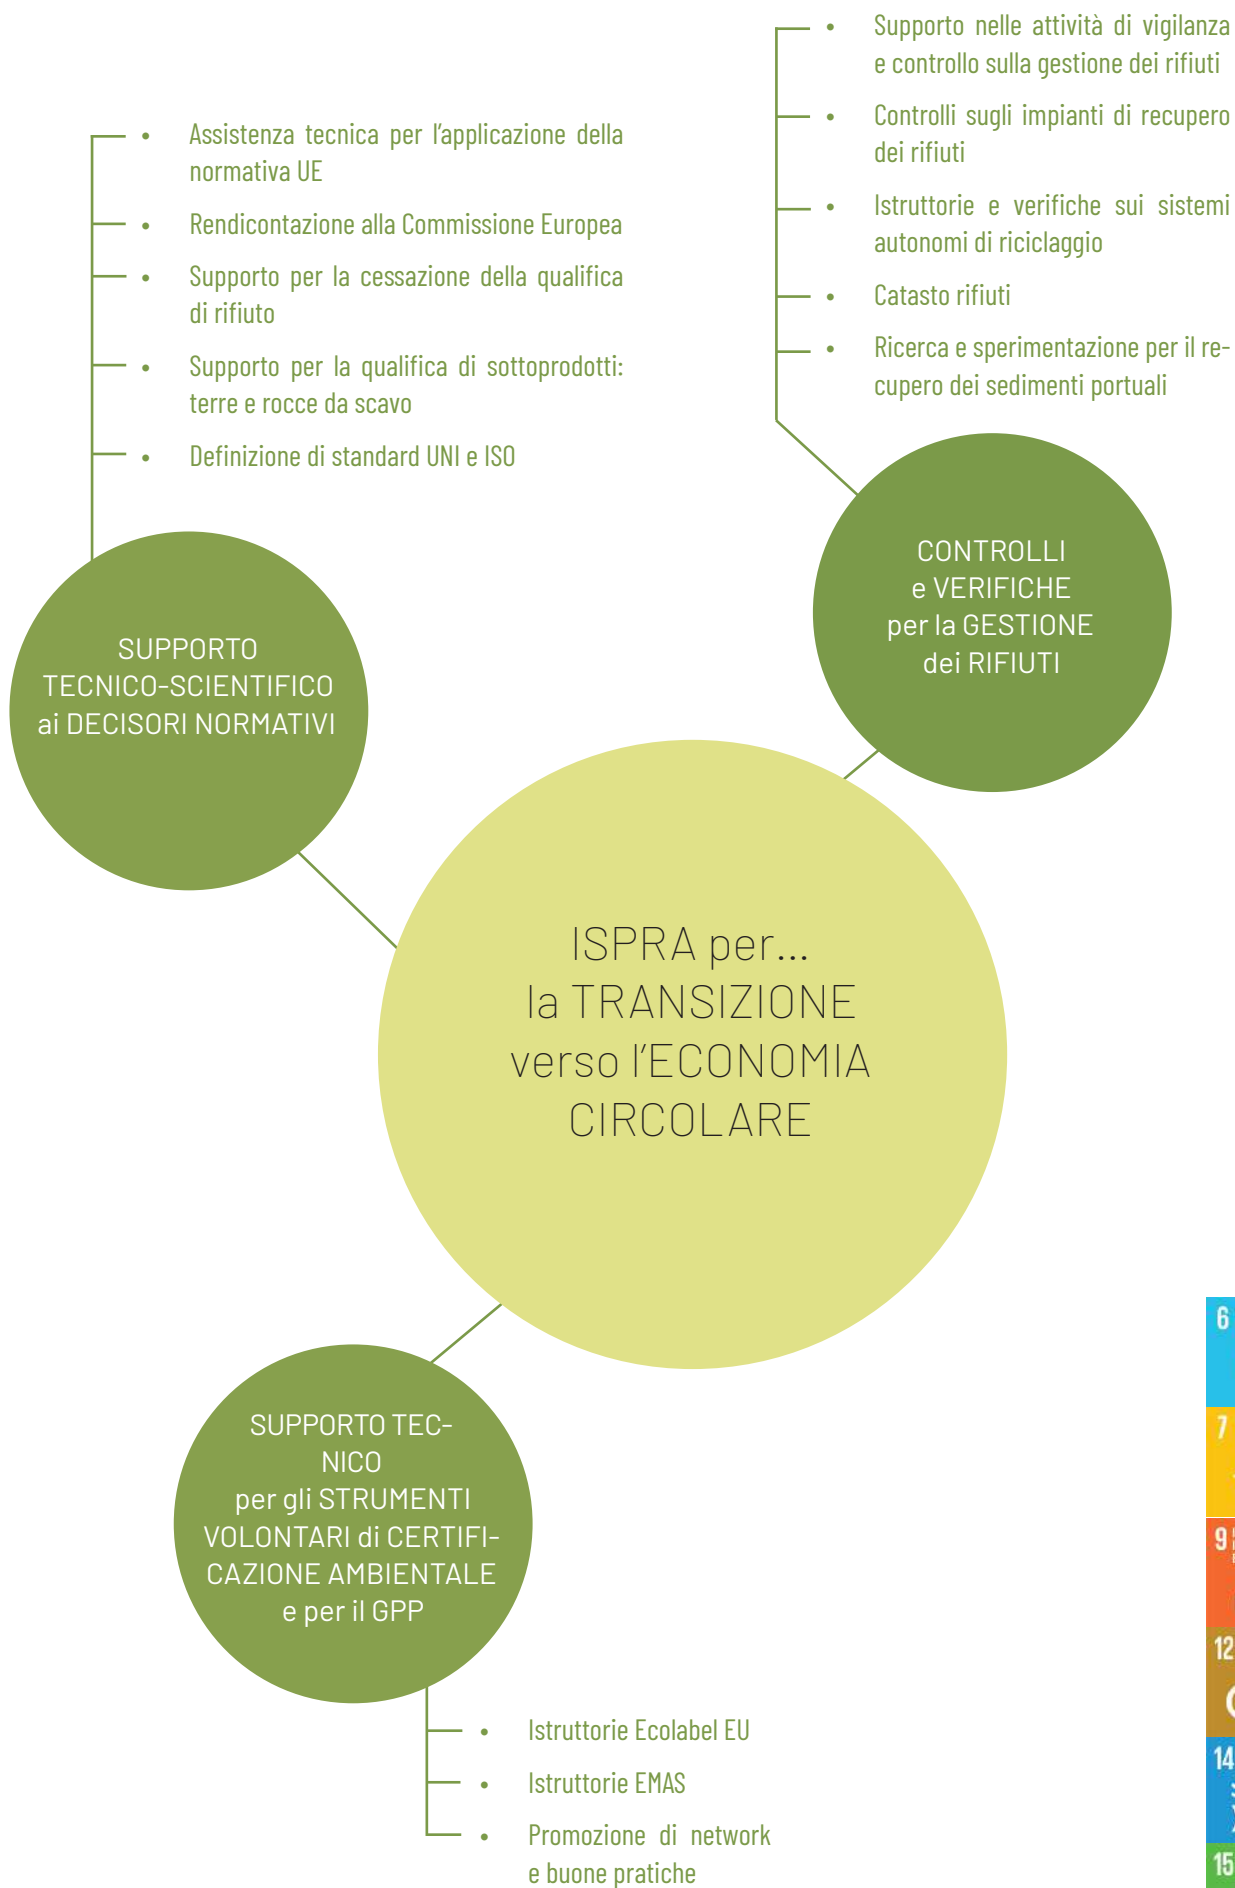 • Supporto nelle attività di vigilanza
e controllo sulla gestione dei rifiuti
• Controlli sugli impianti di recupero
dei rifiuti
• Istruttorie e verifiche sui sistemi
autonomi di riciclaggio
• Catasto rifiuti
• Ricerca e sperimentazione per il re-
cupero dei sedimenti portuali
• Assistenza tecnica per l'applicazione della
normativa UE
• Rendicontazione alla Commissione Europea
• Supporto per la cessazione della qualifica
di rifiuto
• Supporto per la qualifica di sottoprodotti:
terre e rocce da scavo
• Definizione di standard UNI e ISO
CONTROLLI
e VERIFICHE
per la GESTIONE
dei RIFIUTI
SUPPORTO
TECNICO-SCIENTIFICO
ai DECISORI NORMATIVI
ISPRA per...
la TRANSIZIONE
verso l'ECONOMIA
CIRCOLARE
SUPPORTO TEC-
NICO
per gli STRUMENTI
VOLONTARI di CERTIFI-
CAZIONE AMBIENTALE
e per il GPP
• Istruttorie Ecolabel EU
• Istruttorie EMAS
• Promozione di network
e buone pratiche
6
7
9
12
14
15